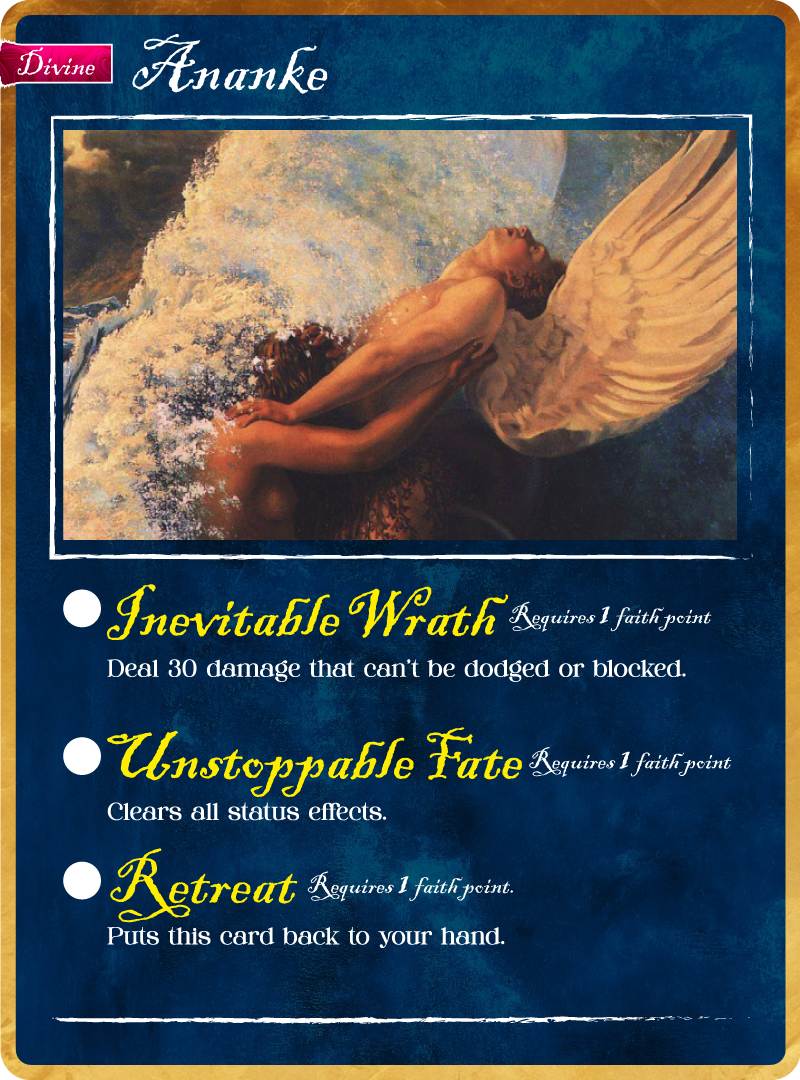 Divine
Ananke
Inevitable Wrath Requires 1 faith point
Deal 30 damage that can't be dodged or blocked.
Unstoppable Fate Requires 1 faith point
Clears all status effects.
Retreat Requires 1 faith point.
Puts this card back to your hand.